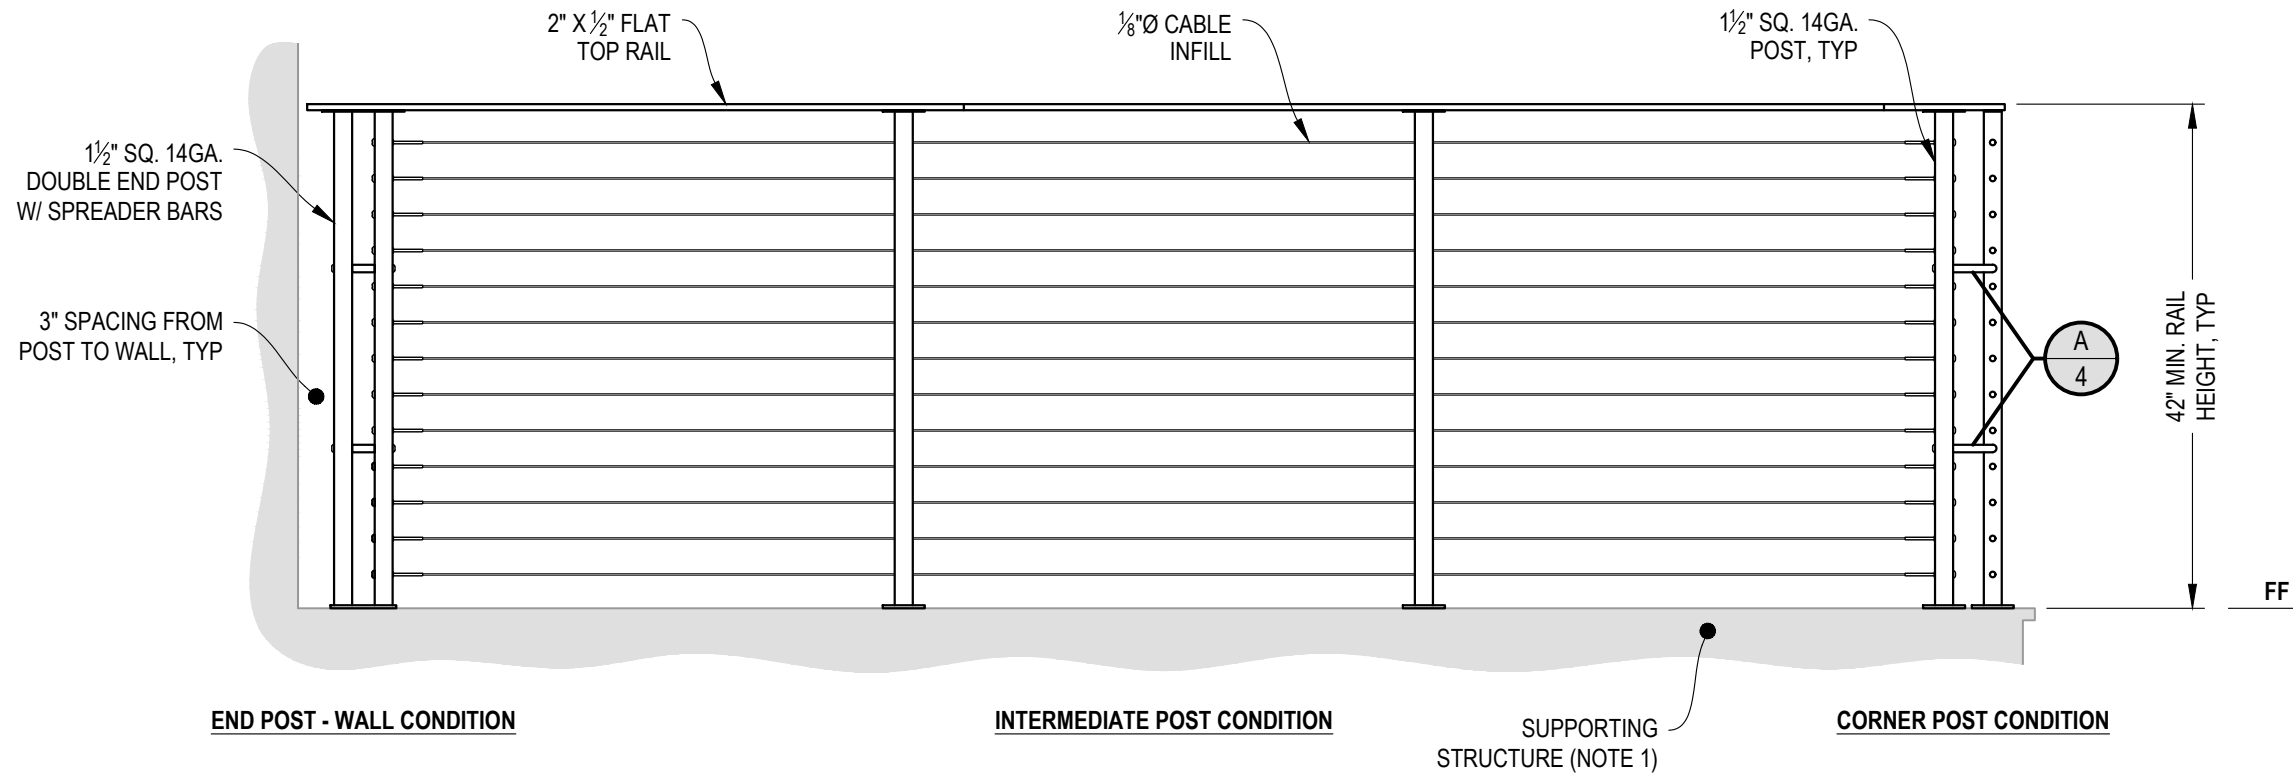 2" X ½" FLAT
TOP RAIL
⅛"Ø CABLE
INFILL
1½" SQ. 14GA.
POST, TYP
1½" SQ. 14GA.
DOUBLE END POST
W/ SPREADER BARS
3" SPACING FROM
POST TO WALL, TYP
A
4
42" MIN. RAIL
HEIGHT, TYP
FF
END POST - WALL CONDITION
INTERMEDIATE POST CONDITION
SUPPORTING
STRUCTURE (NOTE 1)
CORNER POST CONDITION